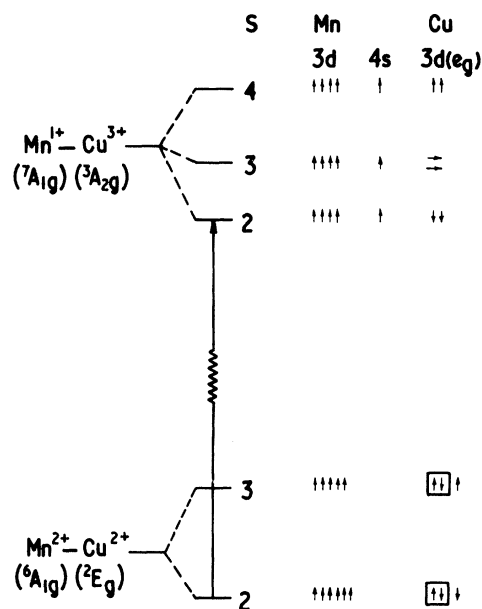 S Mn Cu
3d 4s 3d(eg)
4
Mn¹⁺—Cu³⁺
(⁷A₁g) (³A₂g)
3
2
3
Mn²⁺—Cu²⁺
(⁶A₁g) (²Eg)
2